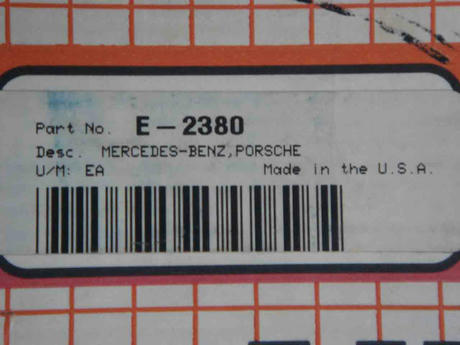 Part No. E-2380
Desc. MERCEDES-BENZ,PORSCHE
U/M: EA Made in the U.S.A.